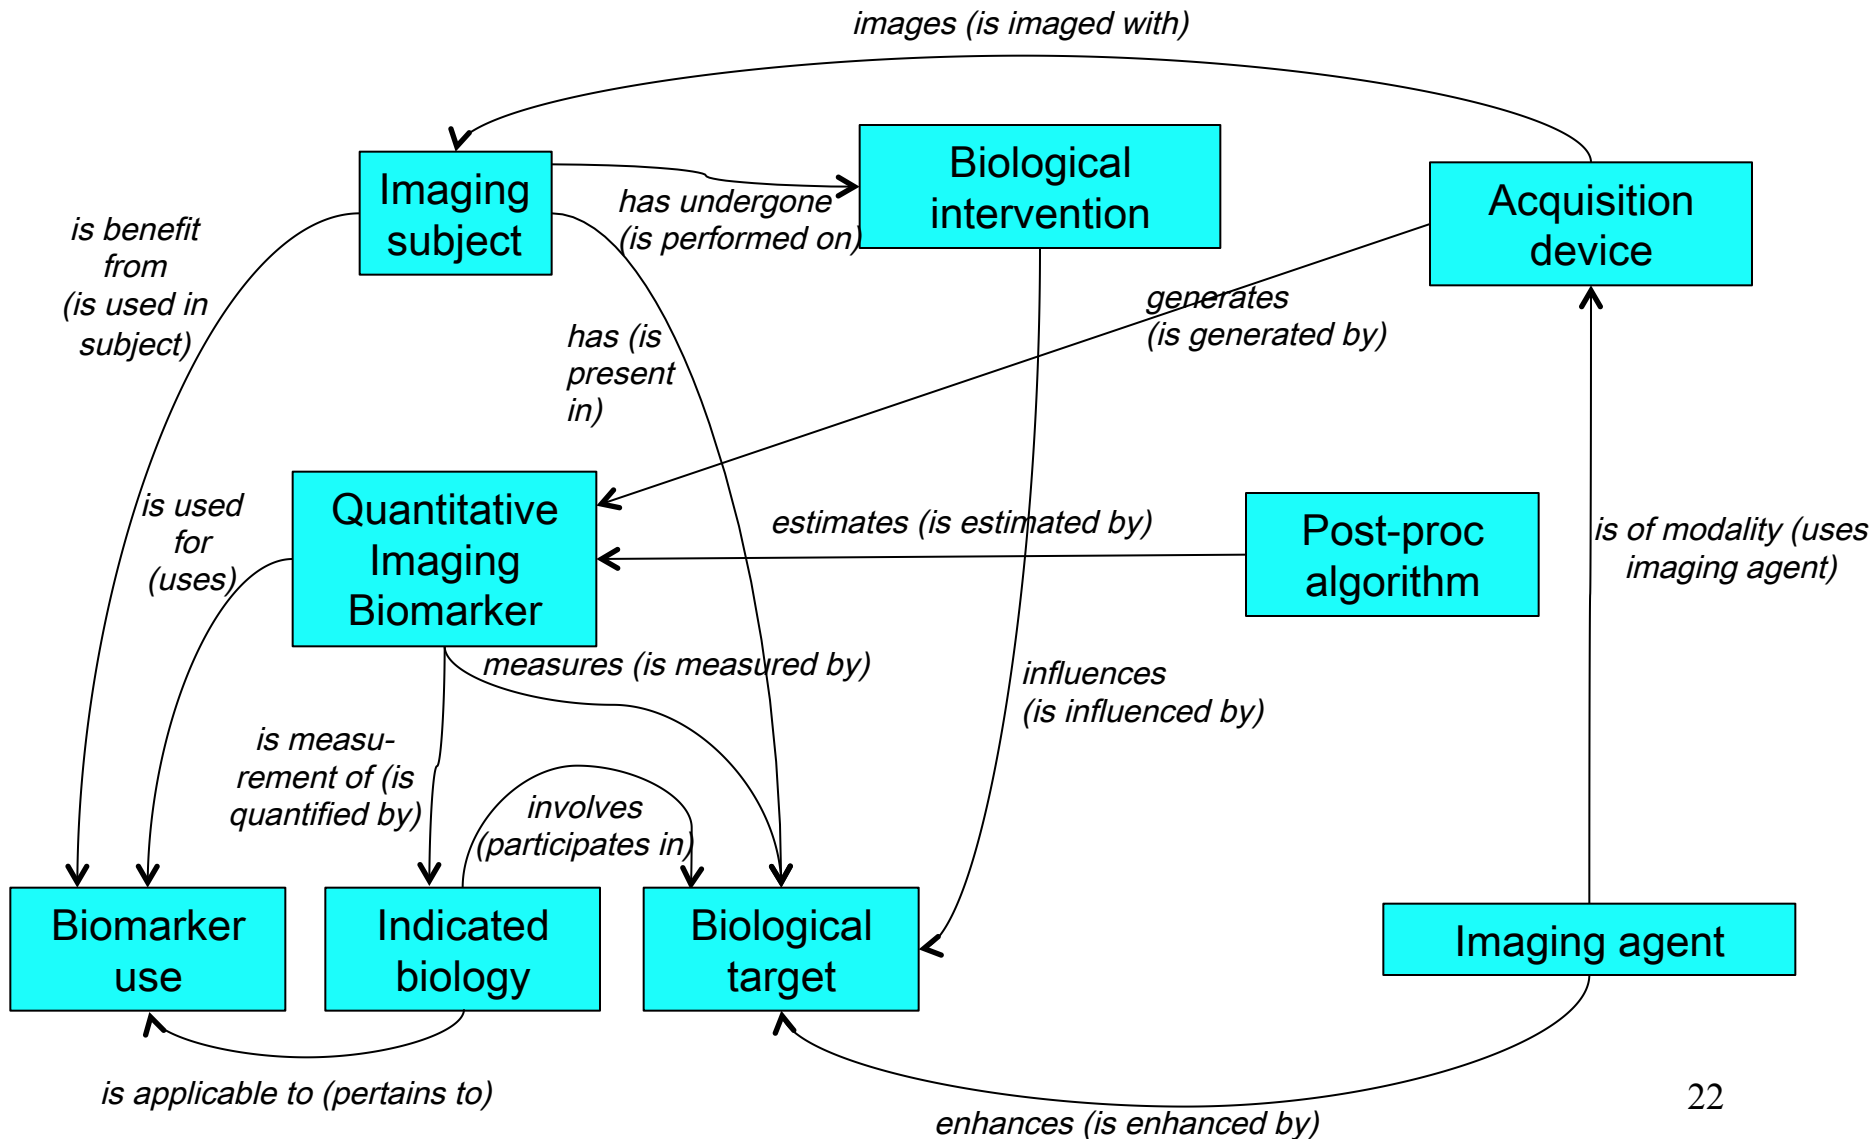 images (is imaged with)
Imaging
subject
Biological
intervention
Acquisition
device
has undergone
(is performed on)
is benefit
from
(is used in
subject)
generates
(is generated by)
has (is
present
in)
Quantitative
Imaging
Biomarker
is used
for
(uses)
estimates (is estimated by)
Post-proc
algorithm
is of modality (uses
imaging agent)
measures (is measured by)
influences
(is influenced by)
is measu-
rement of (is
quantified by)
involves
(participates in)
Biomarker
use
Indicated
biology
Biological
target
Imaging agent
is applicable to (pertains to)
enhances (is enhanced by)
22